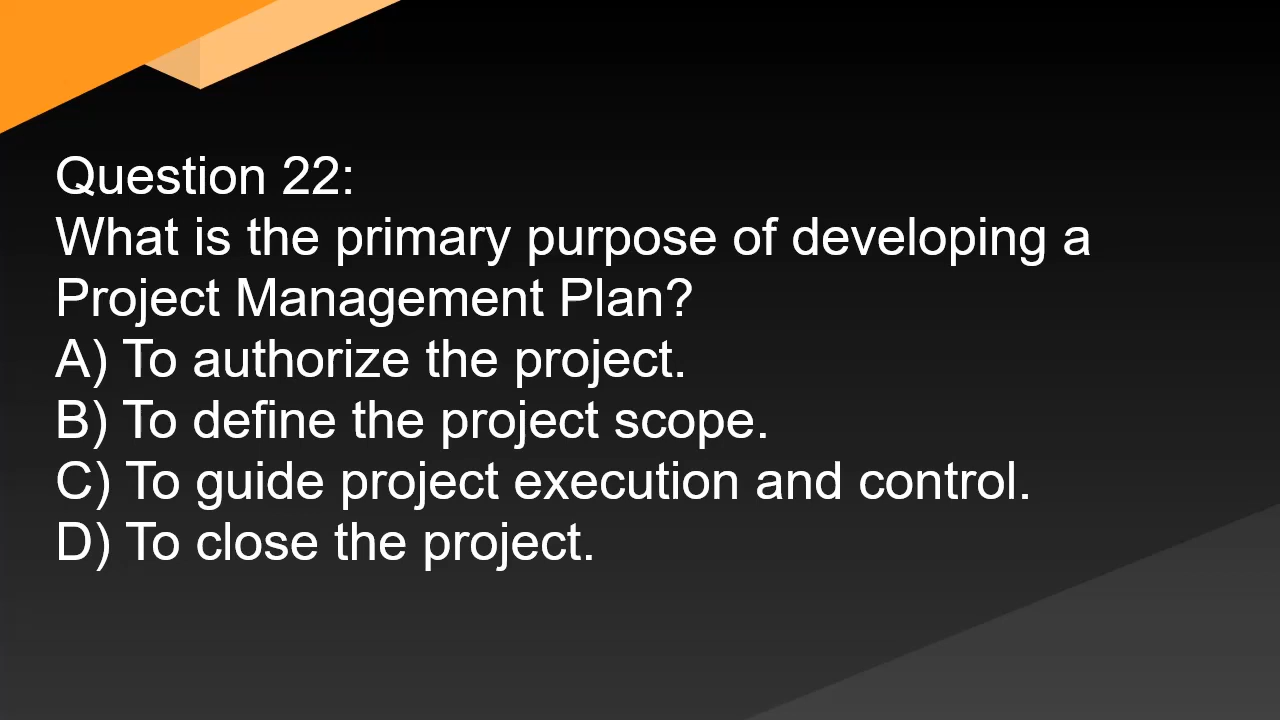 Question 22:
What is the primary purpose of developing a
Project Management Plan?
A) To authorize the project.
B) To define the project scope.
C) To guide project execution and control.
D) To close the project.